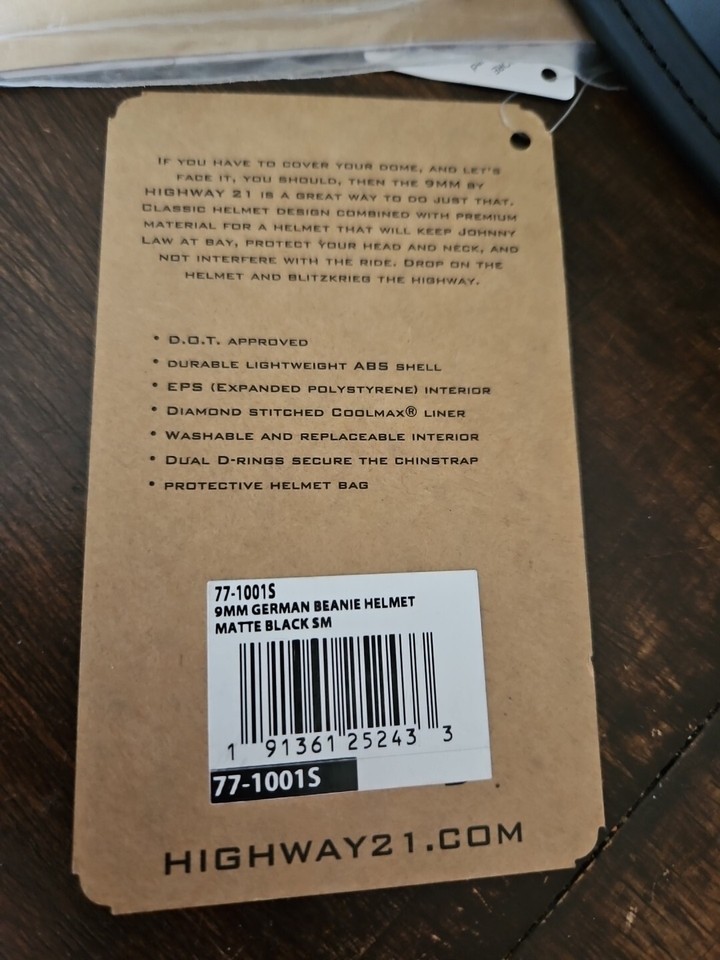 IF YOU HAVE TO COVER YOUR DOME, AND LET'S
FACE IT, YOU SHOULD, THEN THE 9MM BY
HIGHWAY 21 IS A GREAT WAY TO DO JUST THAT.
CLASSIC HELMET DESIGN COMBINED WITH PREMIUM
MATERIAL FOR A HELMET THAT WILL KEEP JOHNNY
LAW AT BAY, PROTECT YOUR HEAD AND NECK, AND
NOT INTERFERE WITH THE RIDE. DROP ON THE
HELMET AND BLITZKRIEG THE HIGHWAY.
• D.O.T. APPROVED
• DURABLE LIGHTWEIGHT ABS SHELL
• EPS (EXPANDED POLYSTYRENE) INTERIOR
• DIAMOND STITCHED COOLMAX® LINER
• WASHABLE AND REPLACEABLE INTERIOR
• DUAL D-RINGS SECURE THE CHINSTRAP
• PROTECTIVE HELMET BAG
77-1001S
9MM GERMAN BEANIE HELMET
MATTE BLACK SM
1 91361 25243 3
77-1001S
HIGHWAY21.COM